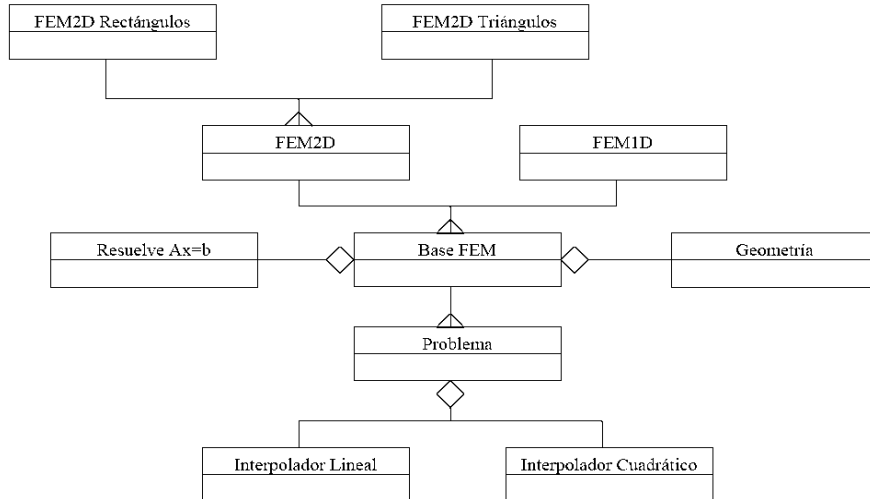 FEM2D Rectángulos
FEM2D Triángulos
FEM2D
FEM1D
Resuelve Ax=b
Base FEM
Geometría
Problema
Interpolador Lineal
Interpolador Cuadrático